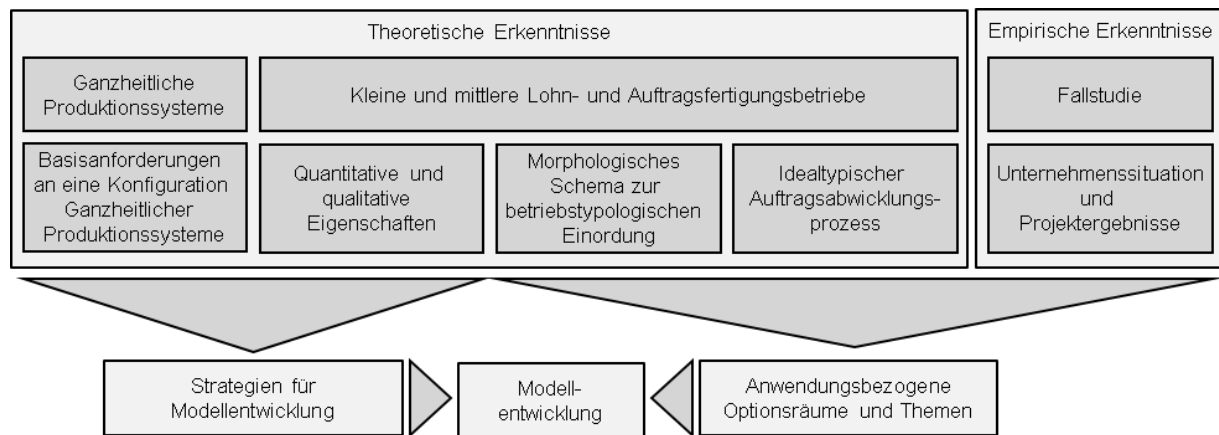 Theoretische Erkenntnisse
Empirische Erkenntnisse
Ganzheitliche
Produktionssysteme
Kleine und mittlere Lohn- und Auftragsfertigungsbetriebe
Fallstudie
Basisanforderungen
an eine Konfiguration
Ganzheitlicher
Produktionssysteme
Quantitative und
qualitative
Eigenschaften
Morphologisches
Schema zur
betriebstypologischen
Einordung
Idealtypischer
Auftragsabwicklungs-
prozess
Unternehmenssituation
und
Projektergebnisse
Strategien für
Modellentwicklung
Modell-
entwicklung
Anwendungsbezogene
Optionsräume und Themen